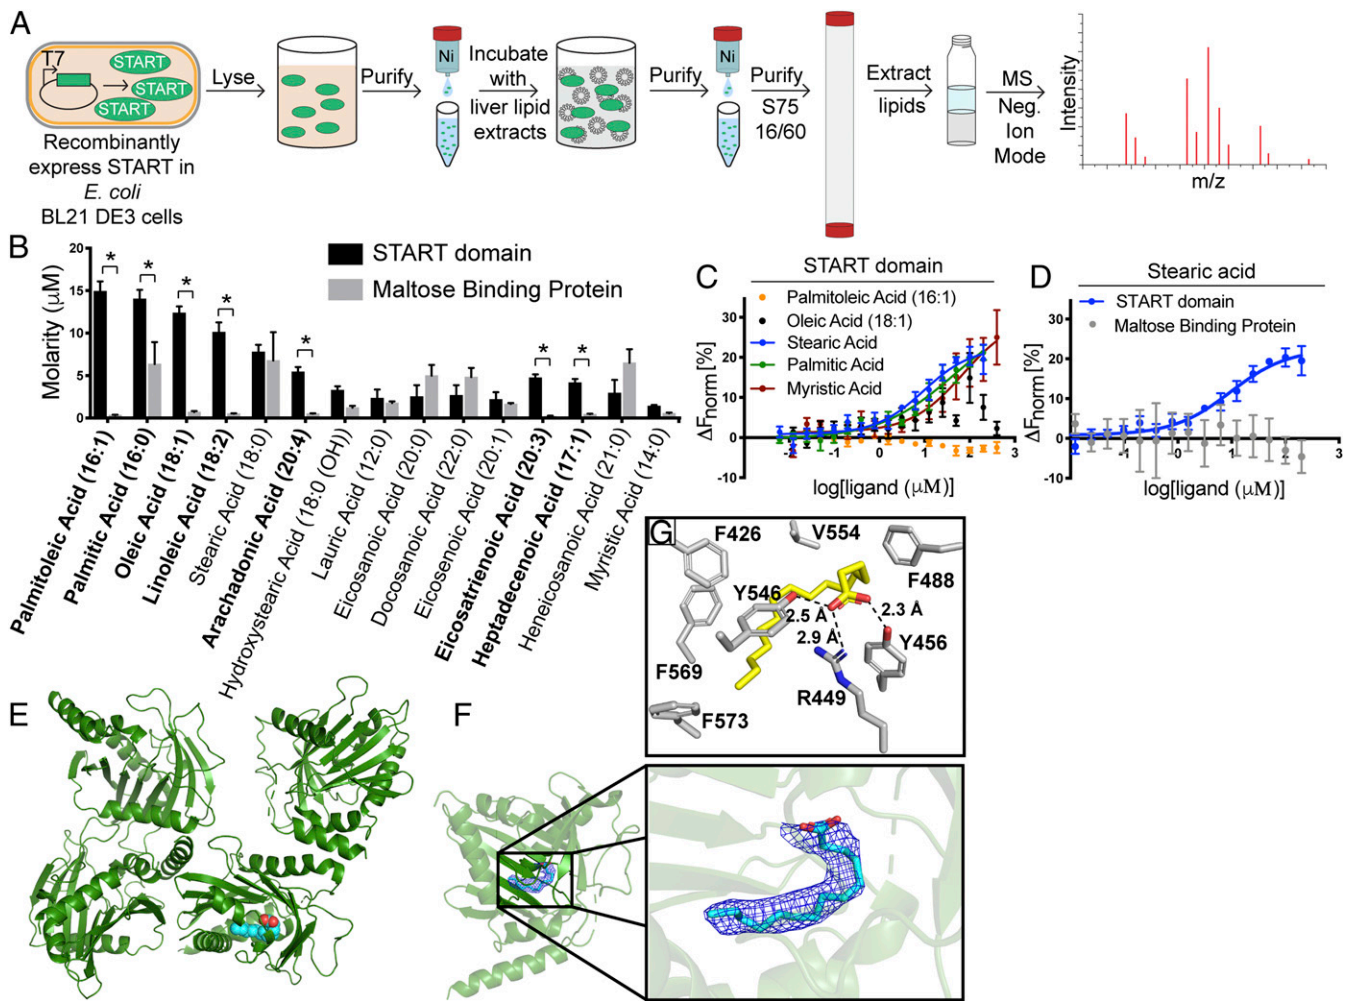 A
T7
START
START
START
Recombinantly
express START in
E. coli
BL21 DE3 cells
Lyse
Purify
Ni
Incubate
with
liver lipid
extracts
Purify
Ni
Purify
S75
16/60
Extract
lipids
MS
Neg.
Ion
Mode
Intensity
m/z
B
Molarity (μM)
20
15
10
5
0
START domain
Maltose Binding Protein
*
*
*
*
*
*
*
Palmitoleic Acid (16:1)
Palmitic Acid (16:0)
Oleic Acid (18:1)
Linoleic Acid (18:2)
Stearic Acid (18:0)
Arachadonic Acid (20:4)
Hydroxystearic Acid (18:0 (OH))
Lauric Acid (12:0)
Eicosanoic Acid (20:0)
Docosanoic Acid (22:0)
Eicosenoic Acid (20:1)
Eicosatrienoic Acid (20:3)
Heptadecenoic Acid (17:1)
Heneicosanoic Acid (21:0)
Myristic Acid (14:0)
C
START domain
Palmitoleic Acid (16:1)
Oleic Acid (18:1)
Stearic Acid
Palmitic Acid
Myristic Acid
ΔFnorm [%]
30
20
10
0
-10
-2
-1
0
1
2
3
log[ligand (μM)]
D
Stearic acid
START domain
Maltose Binding Protein
ΔFnorm [%]
30
20
10
0
-10
-1
0
1
2
3
log[ligand (μM)]
G
F426
V554
F488
Y546
2.5 Å
2.3 Å
2.9 Å
Y456
F569
R449
F573
E
F